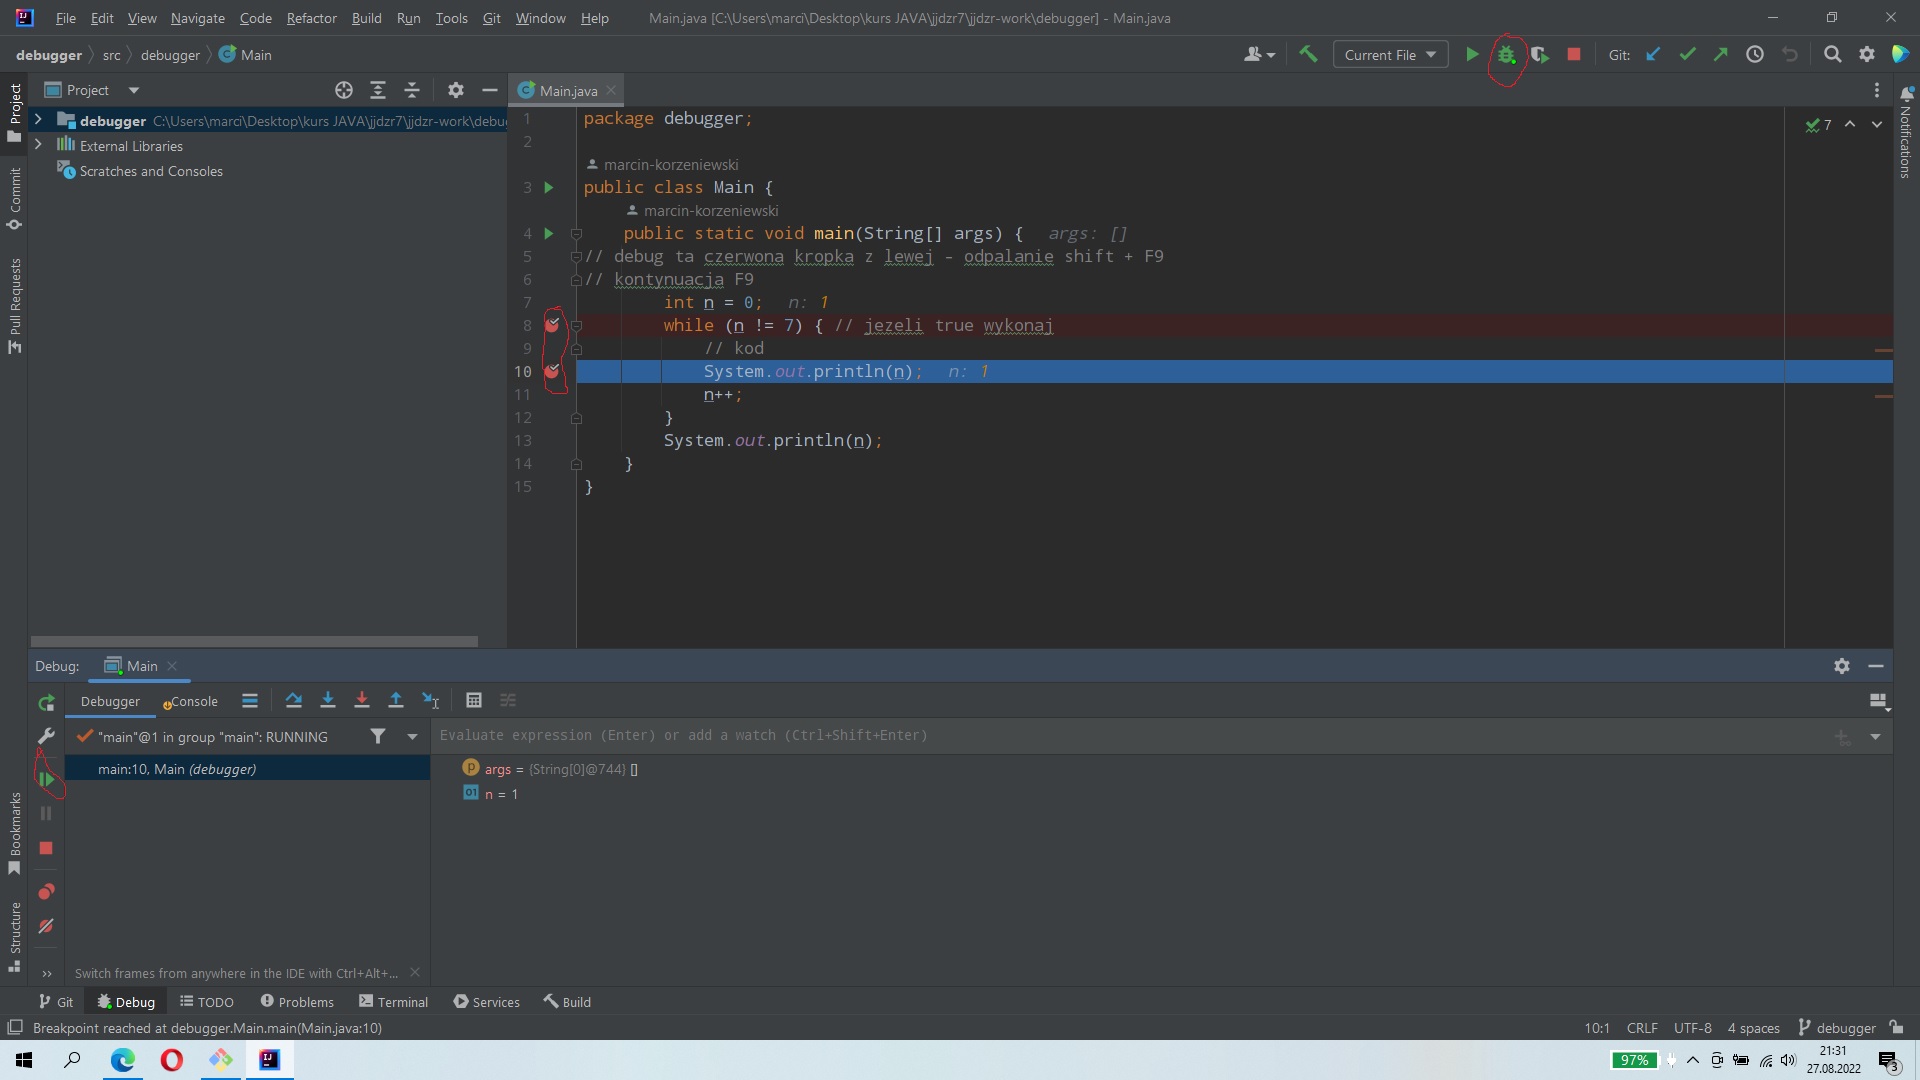 File Edit View Navigate Code Refactor Build Run Tools Git Window Help Main.java [C:\Users\marci\Desktop\kurs JAVA\jjdzr7\jjdzr-work\debugger] - Main.java
debugger src debugger Main Current File Git:
Project Main.java
debugger C:\Users\marci\Desktop\kurs JAVA\jjdzr7\jjdzr-work\debu
External Libraries
Scratches and Consoles
Project
Commit
Pull Requests
Bookmarks
Structure
Notifications
7
1 package debugger;
2
marcin-korzeniewski
3 public class Main {
marcin-korzeniewski
4 public static void main(String[] args) { args: []
5 // debug ta czerwona kropka z lewej - odpalanie shift + F9
6 // kontynuacja F9
7 int n = 0; n: 1
8 while (n != 7) { // jezeli true wykonaj
9 // kod
10 System.out.println(n); n: 1
11 n++;
12 }
13 System.out.println(n);
14 }
15 }
Debug: Main
Debugger Console
"main"@1 in group "main": RUNNING
Evaluate expression (Enter) or add a watch (Ctrl+Shift+Enter)
main:10, Main (debugger)
args = {String[0]@744} []
n = 1
Switch frames from anywhere in the IDE with Ctrl+Alt+...
Git Debug TODO Problems Terminal Services Build
Breakpoint reached at debugger.Main.main(Main.java:10)
10:1 CRLF UTF-8 4 spaces debugger
97%
21:31
27.08.2022
3